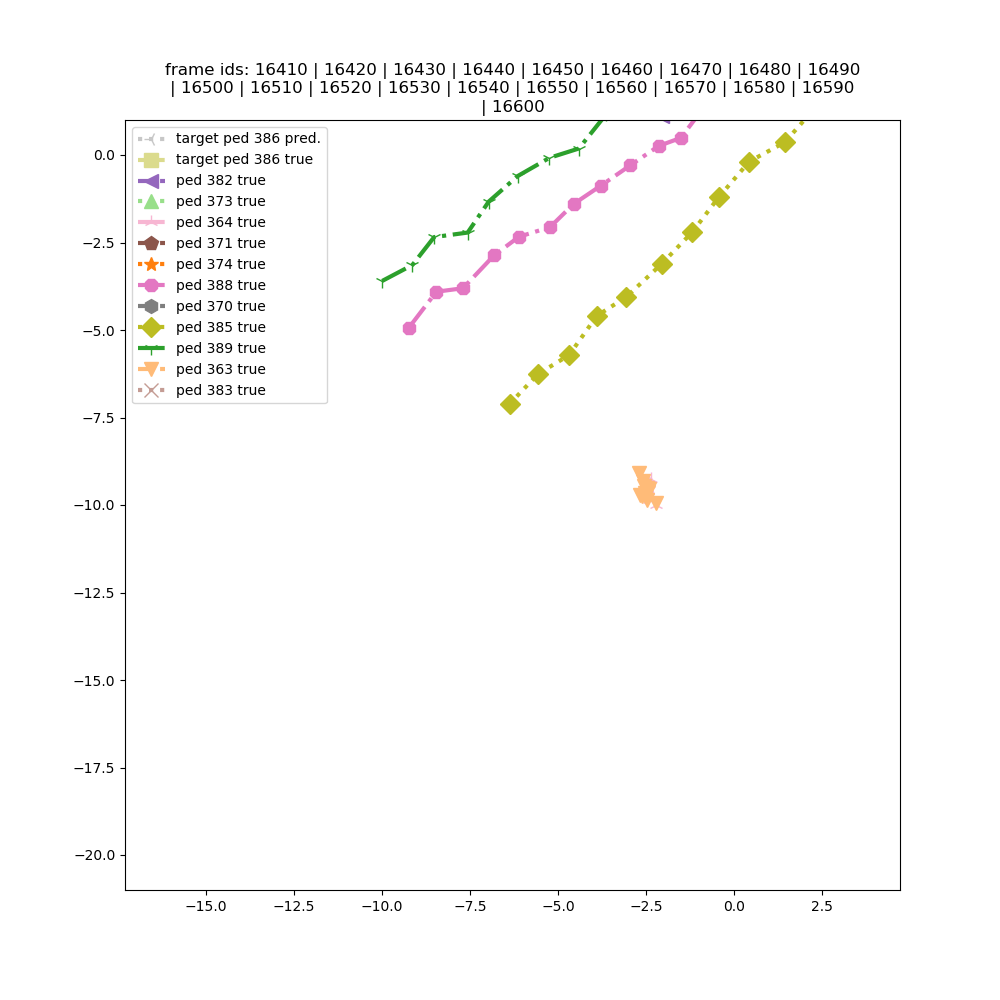 frame ids: 16410 | 16420 | 16430 | 16440 | 16450 | 16460 | 16470 | 16480 | 16490
| 16500 | 16510 | 16520 | 16530 | 16540 | 16550 | 16560 | 16570 | 16580 | 16590
| 16600
target ped 386 pred.
target ped 386 true
ped 382 true
ped 373 true
ped 364 true
ped 371 true
ped 374 true
ped 388 true
ped 370 true
ped 385 true
ped 389 true
ped 363 true
ped 383 true
0.0
−2.5
−5.0
−7.5
−10.0
−12.5
−15.0
−17.5
−20.0
−15.0 −12.5 −10.0 −7.5 −5.0 −2.5 0.0 2.5